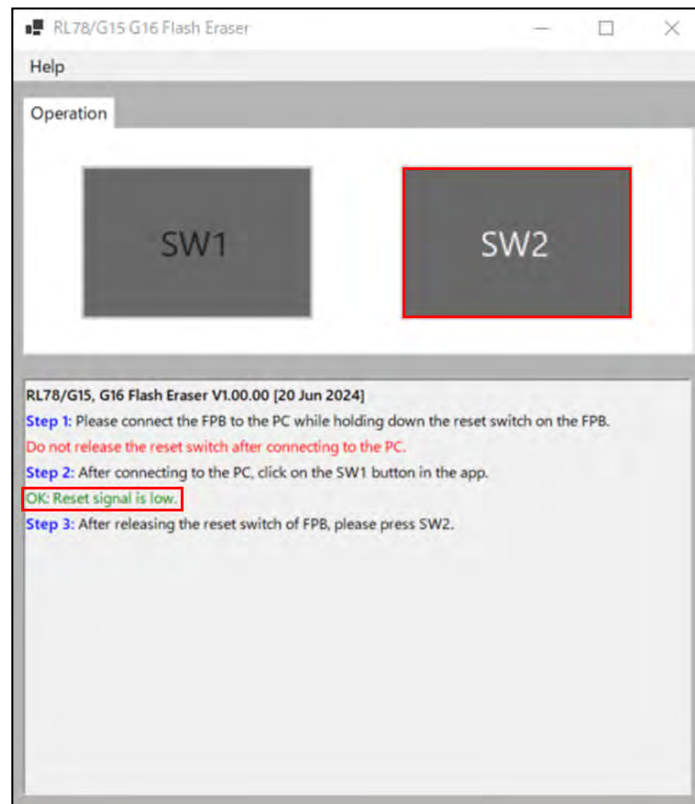 RL78/G15 G16 Flash Eraser
Help
Operation
SW1
SW2
RL78/G15, G16 Flash Eraser V1.00.00 [20 Jun 2024]
Step 1: Please connect the FPB to the PC while holding down the reset switch on the FPB.
Do not release the reset switch after connecting to the PC.
Step 2: After connecting to the PC, click on the SW1 button in the app.
OK: Reset signal is low.
Step 3: After releasing the reset switch of FPB, please press SW2.